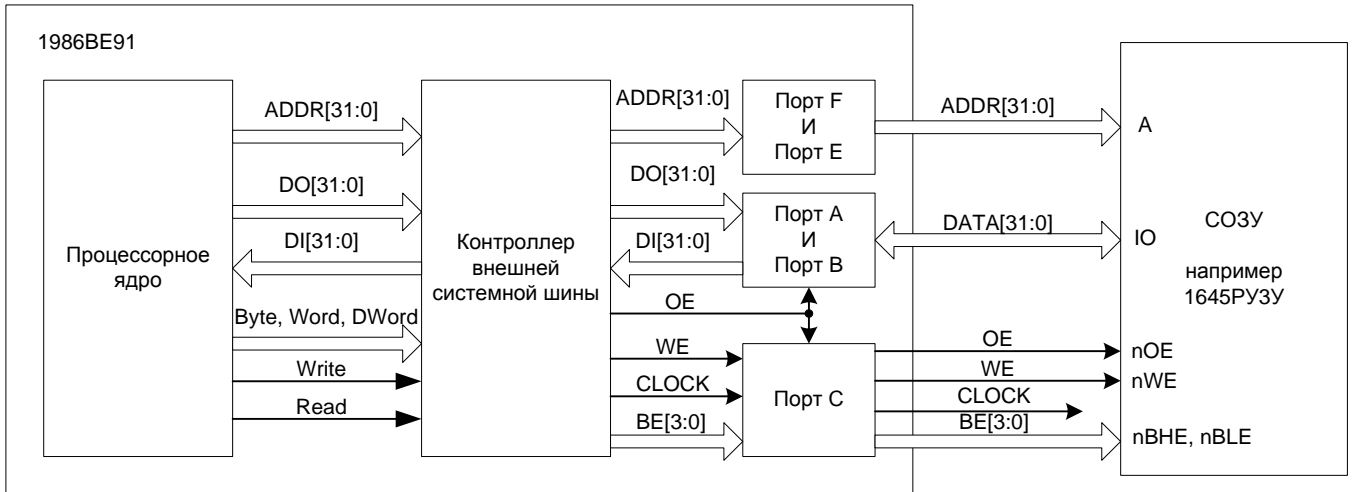 1986ВЕ91
Процессорное
ядро
ADDR[31:0]
DO[31:0]
DI[31:0]
Byte, Word, DWord
Write
Read
Контроллер
внешней
системной шины
ADDR[31:0]
DO[31:0]
DI[31:0]
OE
WE
CLOCK
BE[3:0]
Порт F
И
Порт E
Порт A
И
Порт B
Порт C
ADDR[31:0]
DATA[31:0]
OE
WE
CLOCK
BE[3:0]
A
IO
nOE
nWE
nBHE, nBLE
СОЗУ
например
1645РУ3У